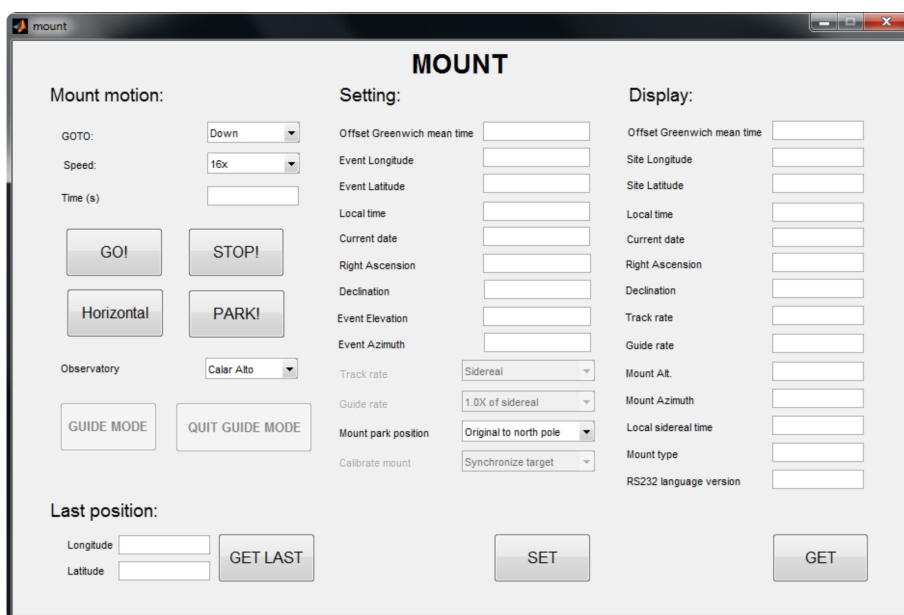 mount
MOUNT
Mount motion:
GOTO: Down
Speed: 16x
Time (s)
GO! STOP!
Horizontal PARK!
Observatory Calar Alto
GUIDE MODE QUIT GUIDE MODE
Setting:
Offset Greenwich mean time
Event Longitude
Event Latitude
Local time
Current date
Right Ascension
Declination
Event Elevation
Event Azimuth
Track rate Sidereal
Guide rate 1.0X of sidereal
Mount park position Original to north pole
Calibrate mount Synchronize target
Display:
Offset Greenwich mean time
Site Longitude
Site Latitude
Local time
Current date
Right Ascension
Declination
Track rate
Guide rate
Mount Alt.
Mount Azimuth
Local sidereal time
Mount type
RS232 language version
Last position:
Longitude
Latitude
GET LAST
SET
GET